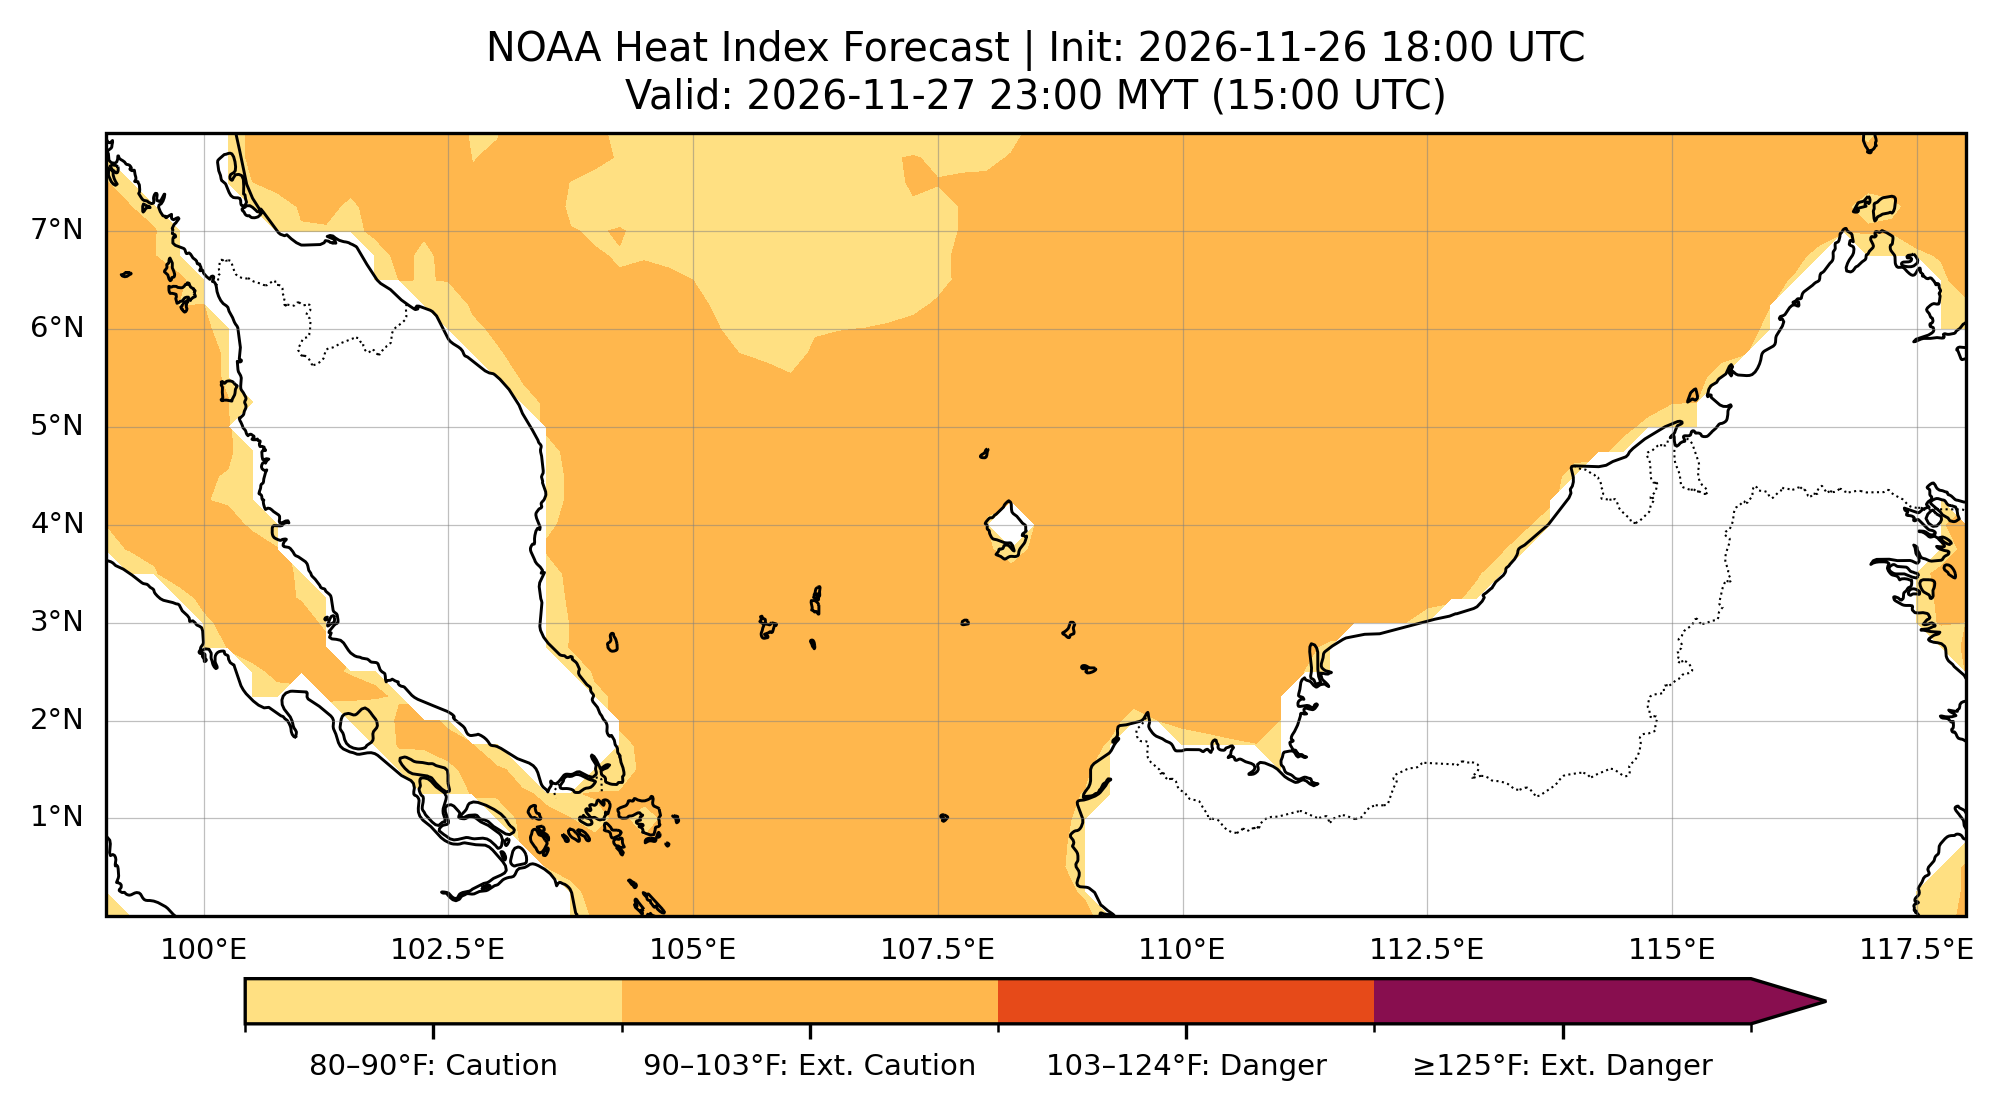 NOAA Heat Index Forecast | Init: 2026-11-26 18:00 UTC
Valid: 2026-11-27 23:00 MYT (15:00 UTC)
7°N
6°N
5°N
4°N
3°N
2°N
1°N
100°E 102.5°E 105°E 107.5°E 110°E 112.5°E 115°E 117.5°E
80–90°F: Caution 90–103°F: Ext. Caution 103–124°F: Danger ≥125°F: Ext. Danger